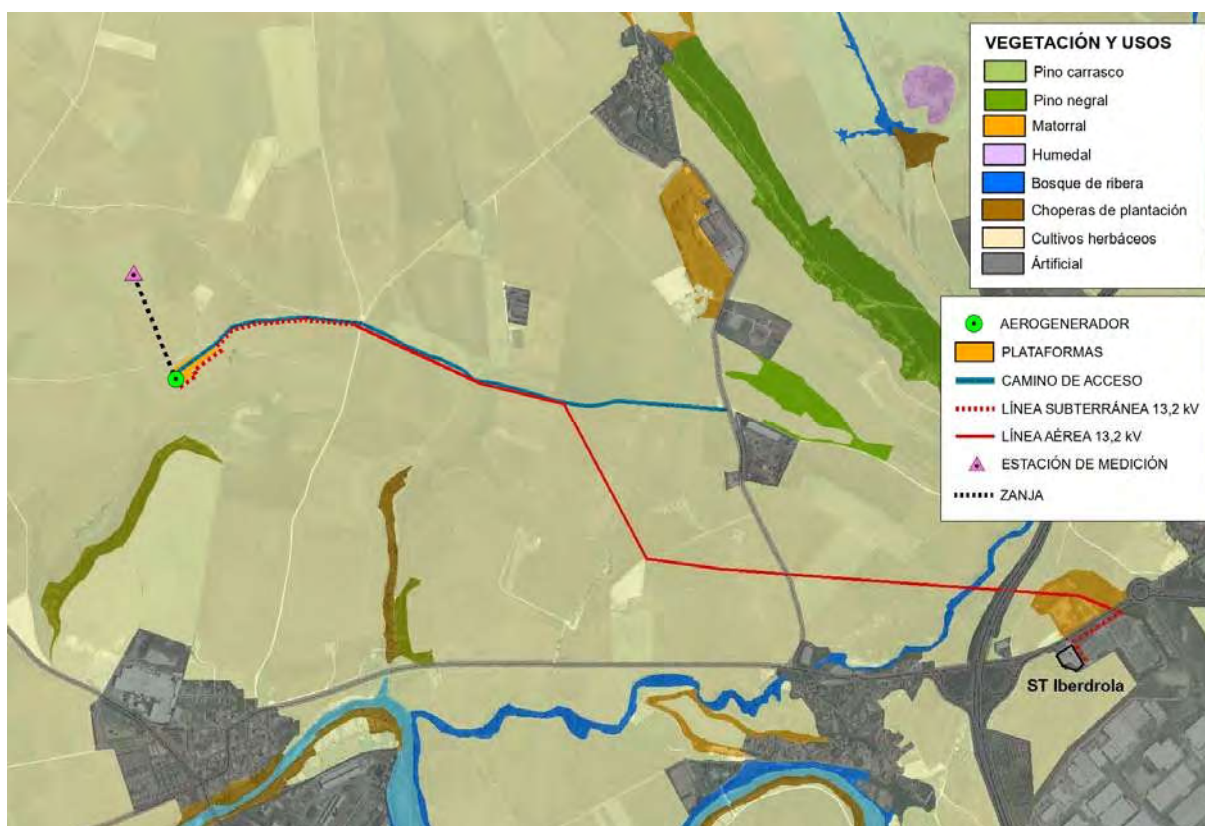 VEGETACIÓN Y USOS
Pino carrasco
Pino negral
Matorral
Humedal
Bosque de ribera
Choperas de plantación
Cultivos herbáceos
Ártificial
AEROGENERADOR
PLATAFORMAS
CAMINO DE ACCESO
LÍNEA SUBTERRÁNEA 13,2 kV
LÍNEA AÉREA 13,2 kV
ESTACIÓN DE MEDICIÓN
ZANJA
ST Iberdrola